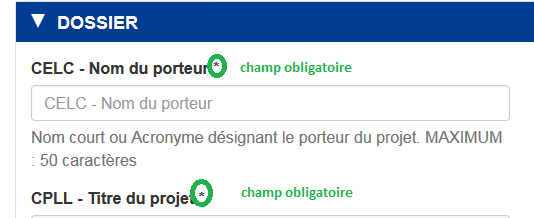 ▼ DOSSIER
CELC - Nom du porteur * champ obligatoire
CELC - Nom du porteur
Nom court ou Acronyme désignant le porteur du projet. MAXIMUM
: 50 caractères
CPLL - Titre du projet * champ obligatoire